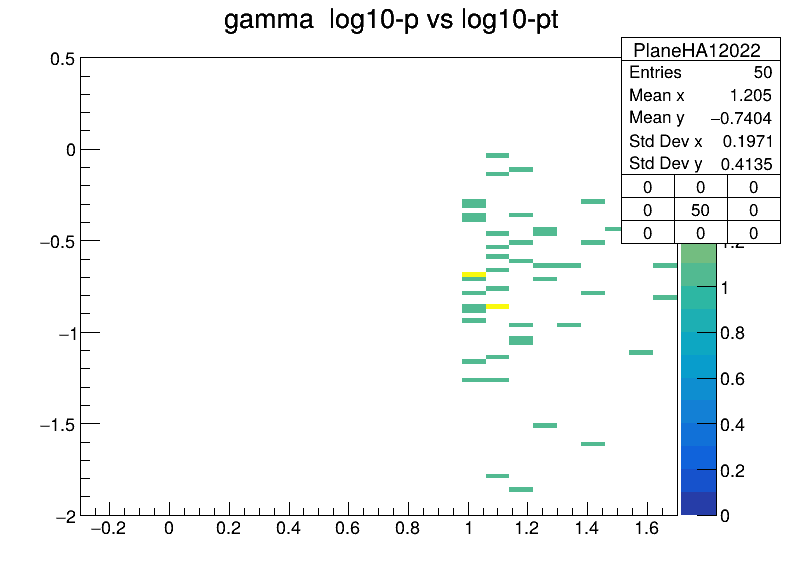 gamma  log10-p vs log10-pt
PlaneHA12022
Entries 50
Mean x 1.205
Mean y −0.7404
Std Dev x 0.1971
Std Dev y 0.4135
0 0 0
0 50 0
0 0 0
0.5
0
−0.5
−1
−1.5
−2
−0.2 0 0.2 0.4 0.6 0.8 1 1.2 1.4 1.6
1.2
1
0.8
0.6
0.4
0.2
0